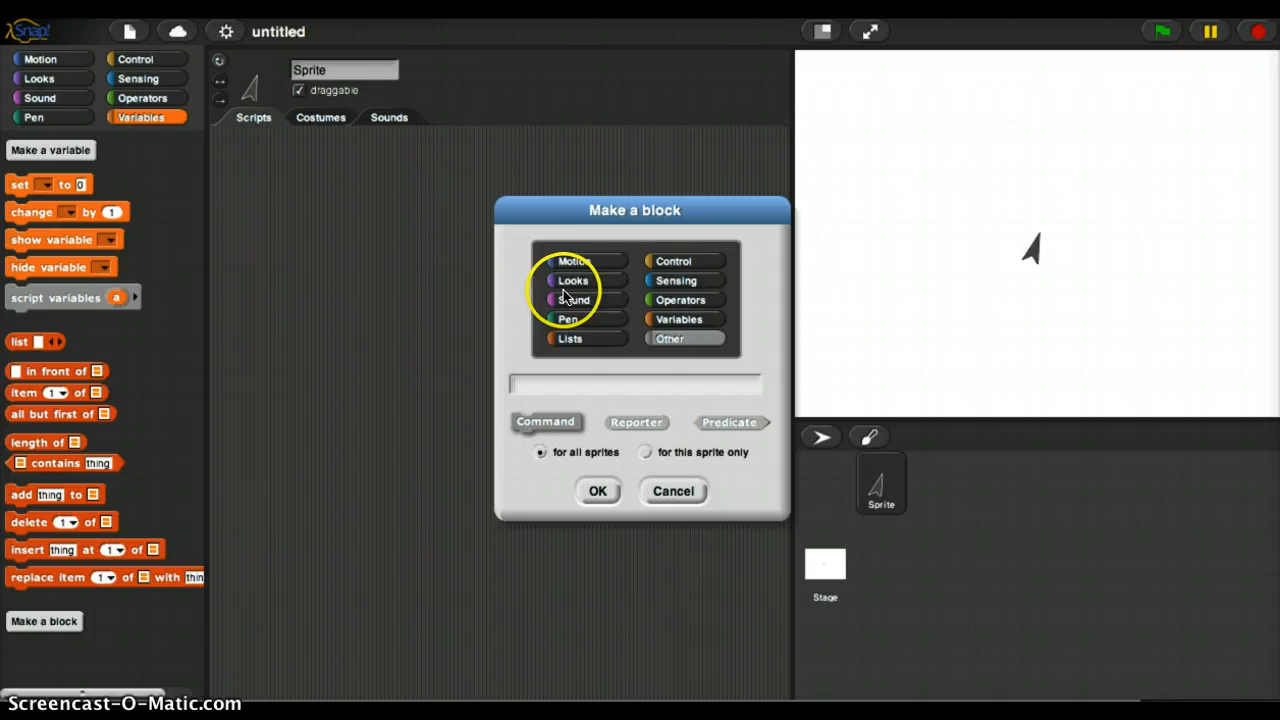 Snap!
untitled
Motion
Control
Looks
Sensing
Sound
Operators
Pen
Variables
Sprite
draggable
Scripts
Costumes
Sounds
Make a variable
set to 0
change by 1
show variable
hide variable
script variables a
list
in front of
item 1 of
all but first of
length of
contains thing
add thing to
delete 1 of
insert thing at 1 of
replace item 1 of with thin
Make a block
Make a block
Motion
Control
Looks
Sensing
Sound
Operators
Pen
Variables
Lists
Other
Command
Reporter
Predicate
for all sprites
for this sprite only
OK
Cancel
Sprite
Stage
Screencast-O-Matic.com